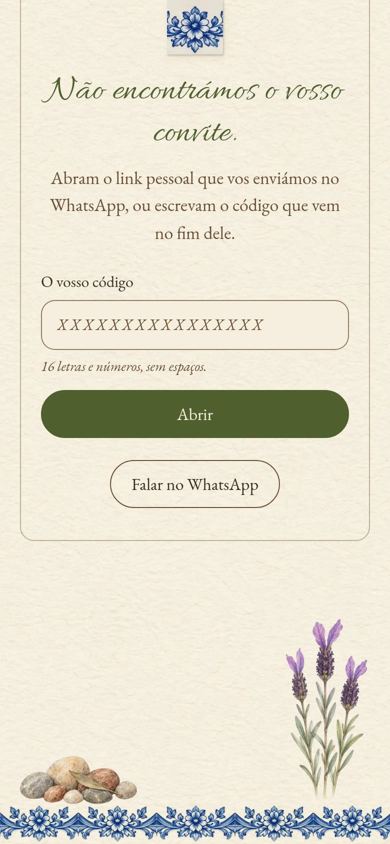 Não encontrámos o vosso
convite.
Abram o link pessoal que vos enviámos no
WhatsApp, ou escrevam o código que vem
no fim dele.
O vosso código
XXXXXXXXXXXXXXXX
16 letras e números, sem espaços.
Abrir
Falar no WhatsApp